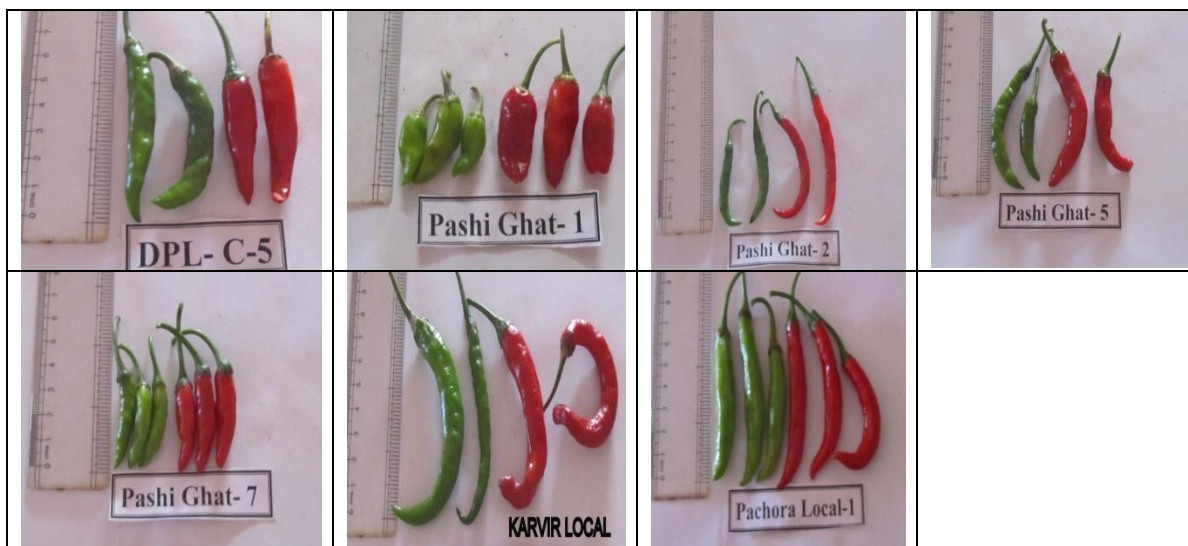 DPL- C-5
Pashi Ghat- 1
Pashi Ghat- 2
Pashi Ghat- 5
Pashi Ghat- 7
KARVIR LOCAL
Pachora Local-1